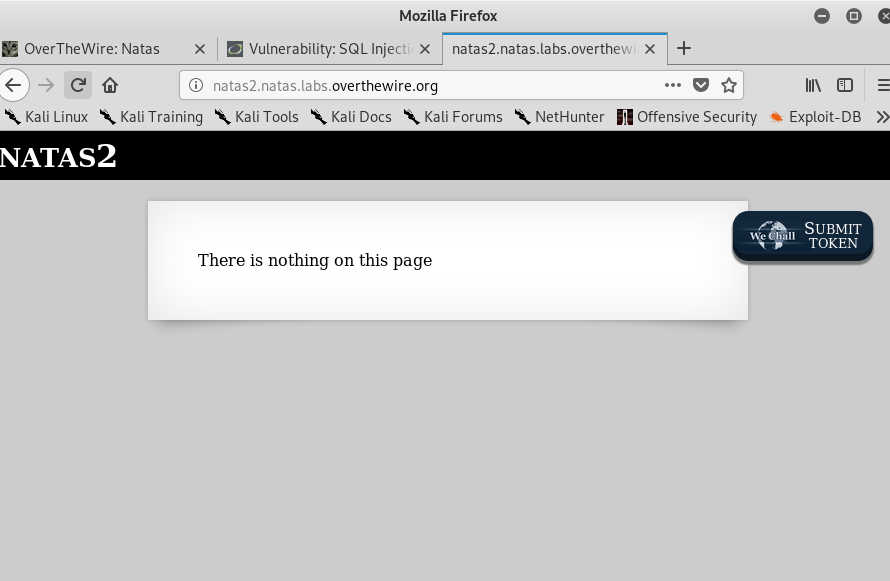 Mozilla Firefox
OverTheWire: Natas
Vulnerability: SQL Injecti
natas2.natas.labs.overthewi
natas2.natas.labs.overthewire.org
Kali Linux
Kali Training
Kali Tools
Kali Docs
Kali Forums
NetHunter
Offensive Security
Exploit-DB
NATAS2
There is nothing on this page
We Chall
SUBMIT
TOKEN